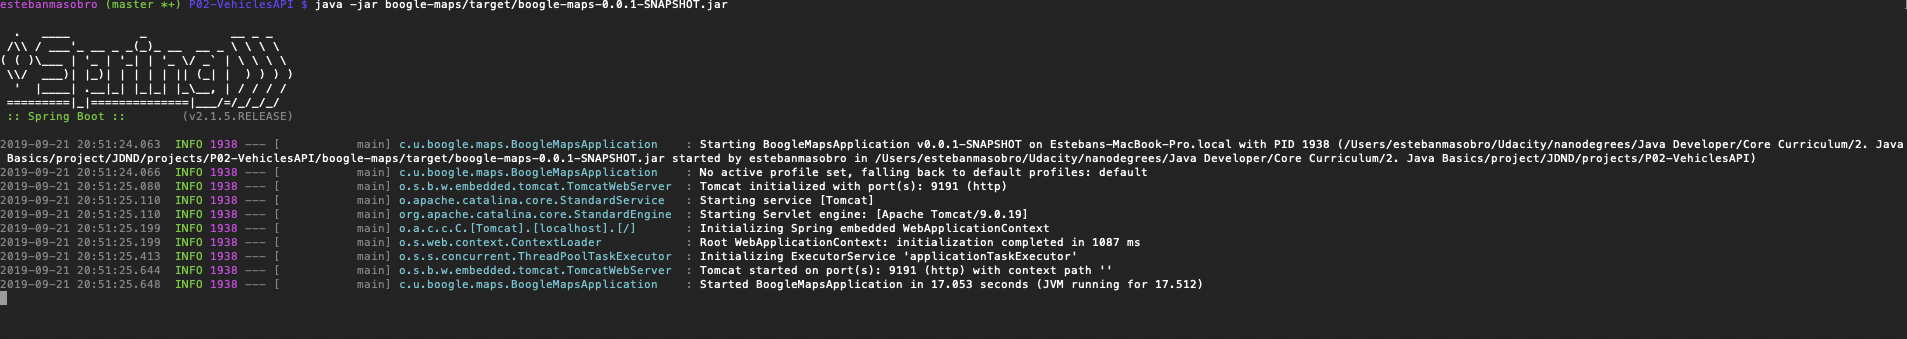 estebanmasobro (master *+) P02-VehiclesAPI $ java -jar boogle-maps/target/boogle-maps-0.0.1-SNAPSHOT.jar

  .   ____          _            __ _ _
 /\\ / ___'_ __ _ _(_)_ __  __ _ \ \ \ \
( ( )\___ | '_ | '_| | '_ \/ _` | \ \ \ \
 \\/  ___)| |_)| | | | | || (_| |  ) ) ) )
  '  |____| .__|_| |_|_| |_\__, | / / / /
 =========|_|==============|___/=/_/_/_/
 :: Spring Boot ::        (v2.1.5.RELEASE)

2019-09-21 20:51:24.063  INFO 1938 --- [           main] c.u.boogle.maps.BoogleMapsApplication    : Starting BoogleMapsApplication v0.0.1-SNAPSHOT on Estebans-MacBook-Pro.local with PID 1938 (/Users/estebanmasobro/Udacity/nanodegrees/Java Developer/Core Curriculum/2. Java
 Basics/project/JDND/projects/P02-VehiclesAPI/boogle-maps/target/boogle-maps-0.0.1-SNAPSHOT.jar started by estebanmasobro in /Users/estebanmasobro/Udacity/nanodegrees/Java Developer/Core Curriculum/2. Java Basics/project/JDND/projects/P02-VehiclesAPI)
2019-09-21 20:51:24.066  INFO 1938 --- [           main] c.u.boogle.maps.BoogleMapsApplication    : No active profile set, falling back to default profiles: default
2019-09-21 20:51:25.080  INFO 1938 --- [           main] o.s.b.w.embedded.tomcat.TomcatWebServer  : Tomcat initialized with port(s): 9191 (http)
2019-09-21 20:51:25.110  INFO 1938 --- [           main] o.apache.catalina.core.StandardService   : Starting service [Tomcat]
2019-09-21 20:51:25.110  INFO 1938 --- [           main] org.apache.catalina.core.StandardEngine  : Starting Servlet engine: [Apache Tomcat/9.0.19]
2019-09-21 20:51:25.199  INFO 1938 --- [           main] o.a.c.c.C.[Tomcat].[localhost].[/]       : Initializing Spring embedded WebApplicationContext
2019-09-21 20:51:25.199  INFO 1938 --- [           main] o.s.web.context.ContextLoader            : Root WebApplicationContext: initialization completed in 1087 ms
2019-09-21 20:51:25.413  INFO 1938 --- [           main] o.s.s.concurrent.ThreadPoolTaskExecutor  : Initializing ExecutorService 'applicationTaskExecutor'
2019-09-21 20:51:25.644  INFO 1938 --- [           main] o.s.b.w.embedded.tomcat.TomcatWebServer  : Tomcat started on port(s): 9191 (http) with context path ''
2019-09-21 20:51:25.648  INFO 1938 --- [           main] c.u.boogle.maps.BoogleMapsApplication    : Started BoogleMapsApplication in 17.053 seconds (JVM running for 17.512)